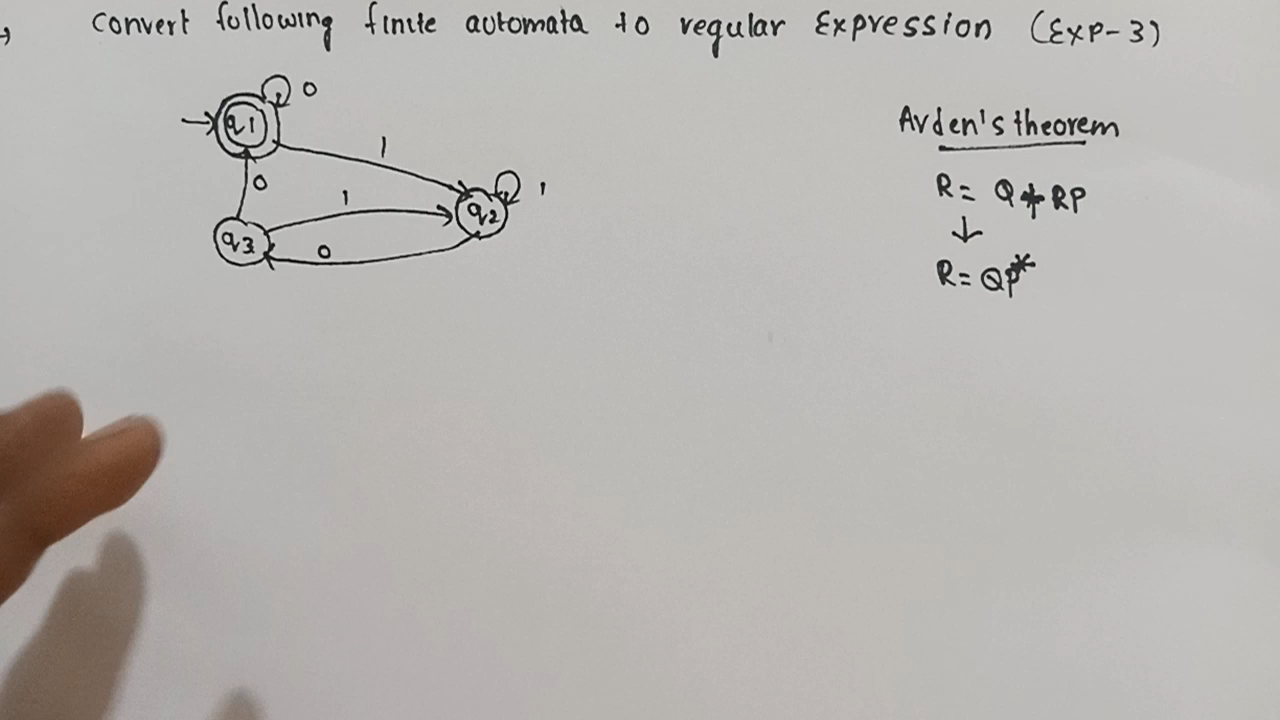 → Convert following finite automata to regular Expression (Exp-3)
q1
0
1
0
1
q2
1
q3
0
Arden's theorem
R = Q + RP
↓
R = QP*